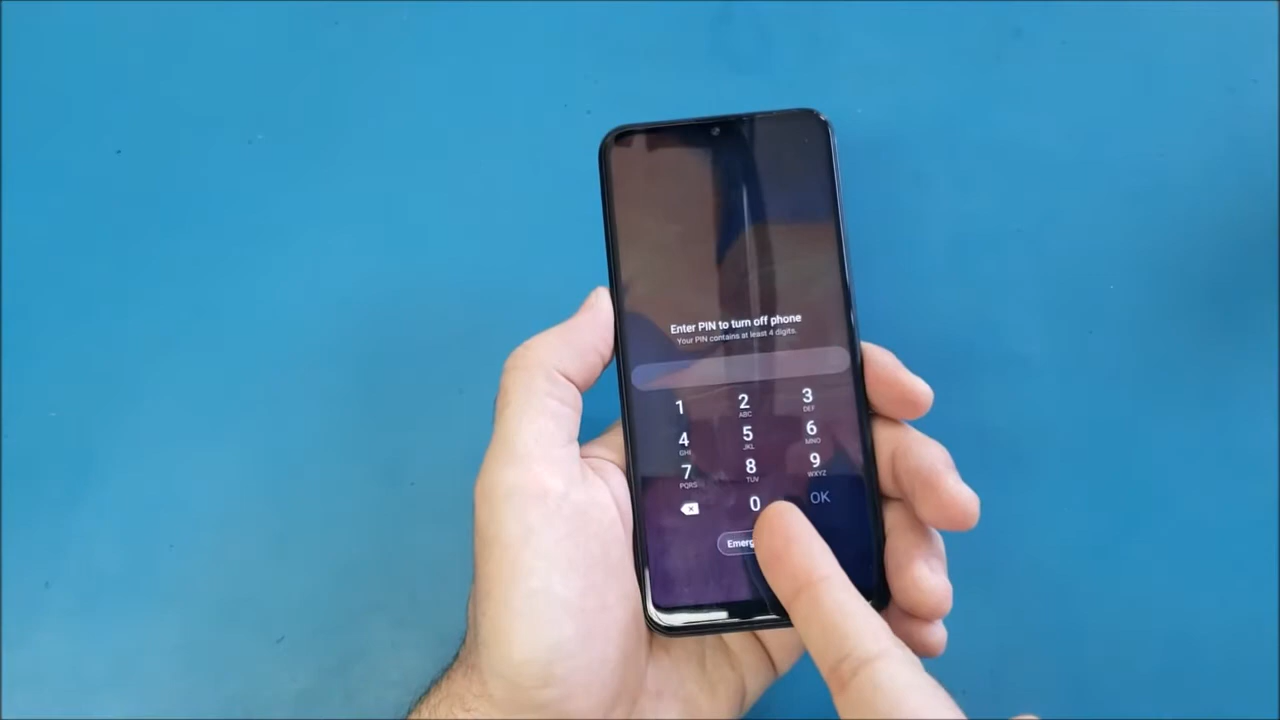 Enter PIN to turn off phone
Your PIN contains at least 4 digits.
1 2 3
ABC DEF
4 5 6
GHI JKL MNO
7 8 9
PQRS TUV WXYZ
0 OK
Emerg